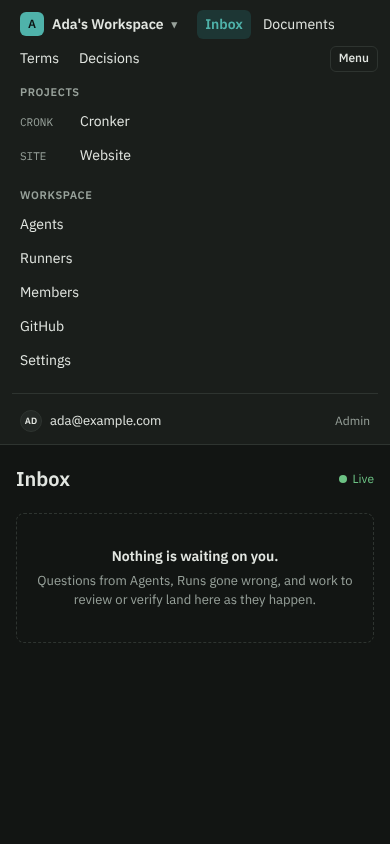 A Ada's Workspace ▾ Inbox Documents
Terms Decisions Menu
PROJECTS
CRONK Cronker
SITE Website
WORKSPACE
Agents
Runners
Members
GitHub
Settings
AD ada@example.com Admin
Inbox Live
Nothing is waiting on you.
Questions from Agents, Runs gone wrong, and work to
review or verify land here as they happen.